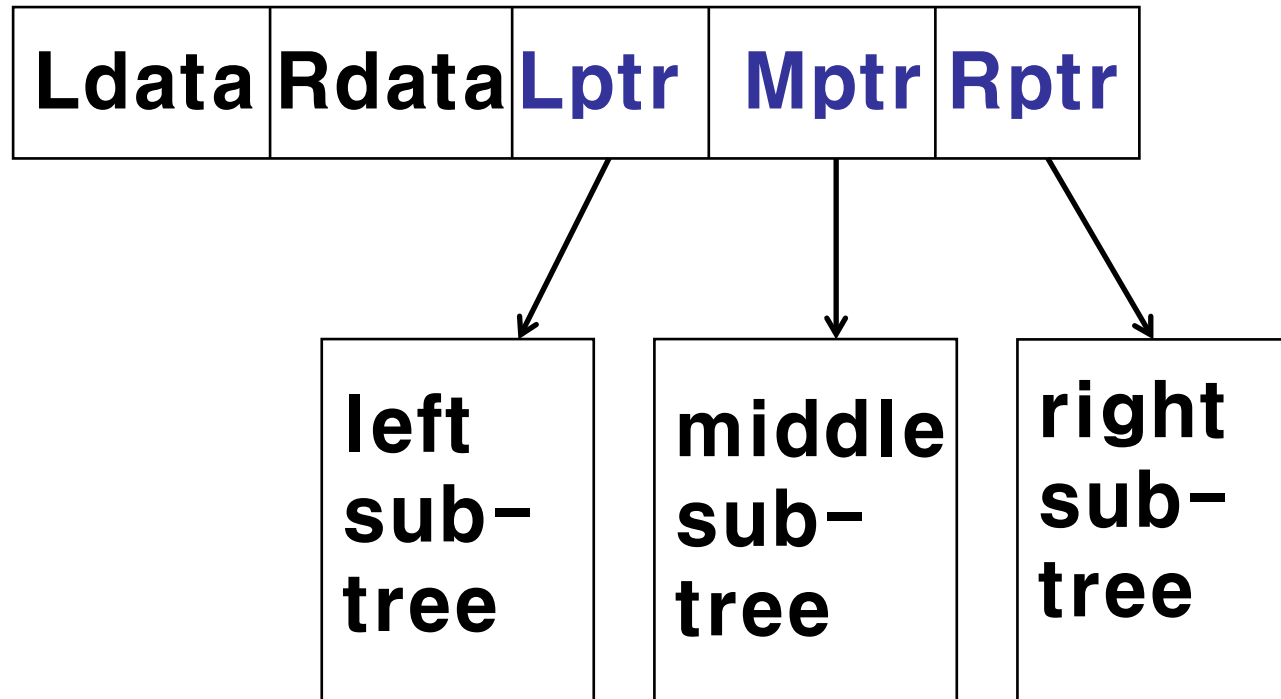 Ldata Rdata Lptr Mptr Rptr
left
sub-
tree
middle
sub-
tree
right
sub-
tree